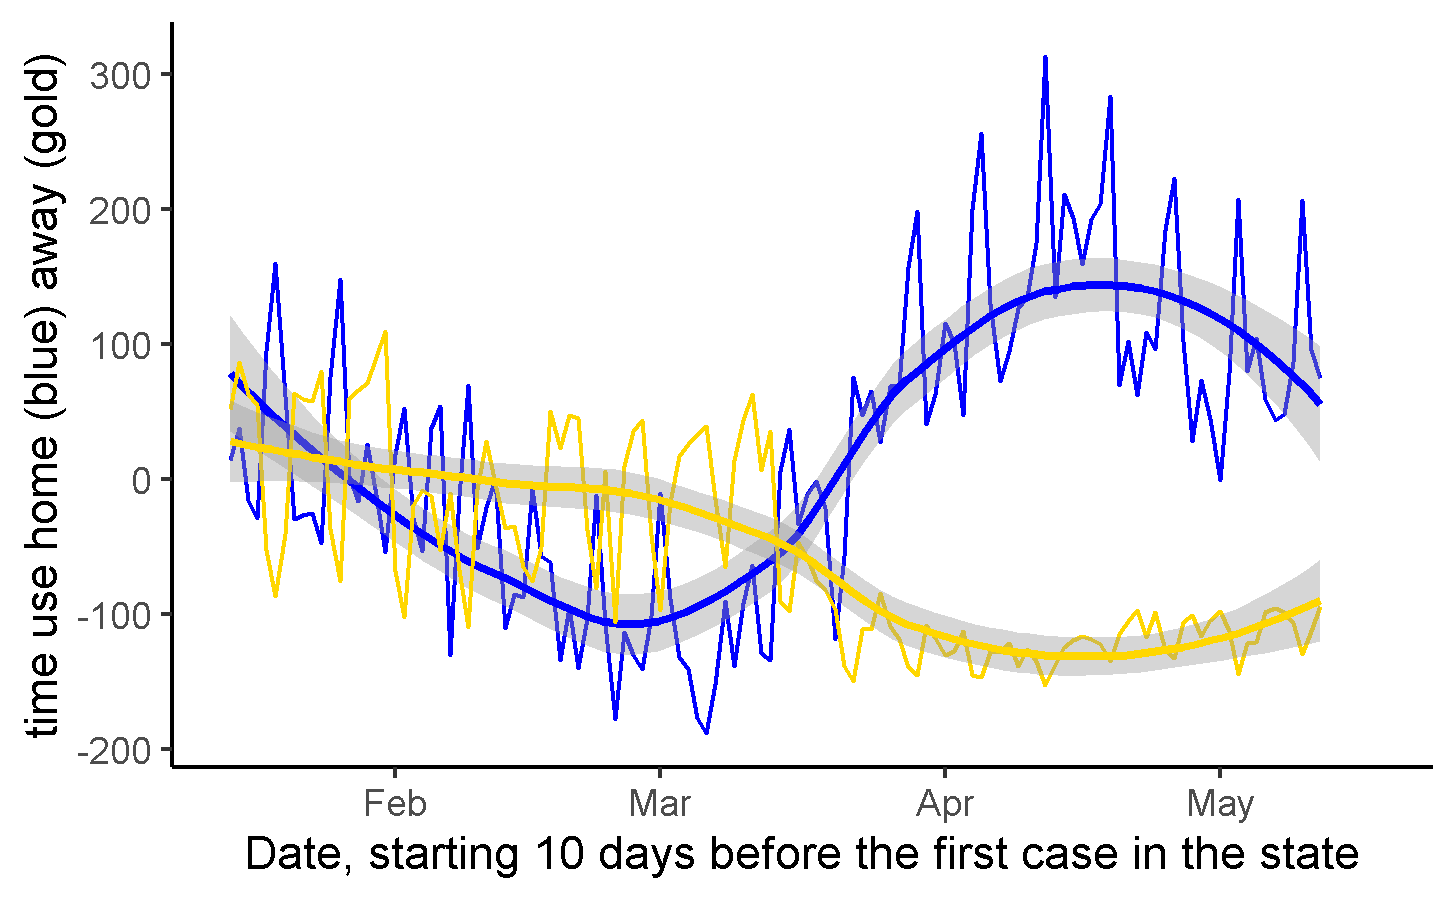 time use home (blue) away (gold)
300
200
100
0
-100
-200
Feb Mar Apr May
Date, starting 10 days before the first case in the state